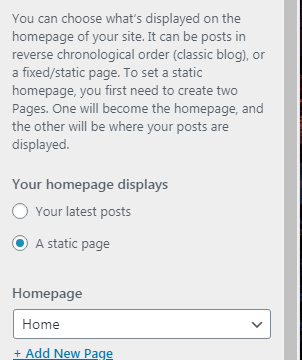 You can choose what's displayed on the
homepage of your site. It can be posts in
reverse chronological order (classic blog), or
a fixed/static page. To set a static
homepage, you first need to create two
Pages. One will become the homepage, and
the other will be where your posts are
displayed.
Your homepage displays
Your latest posts
A static page
Homepage
Home
+ Add New Page